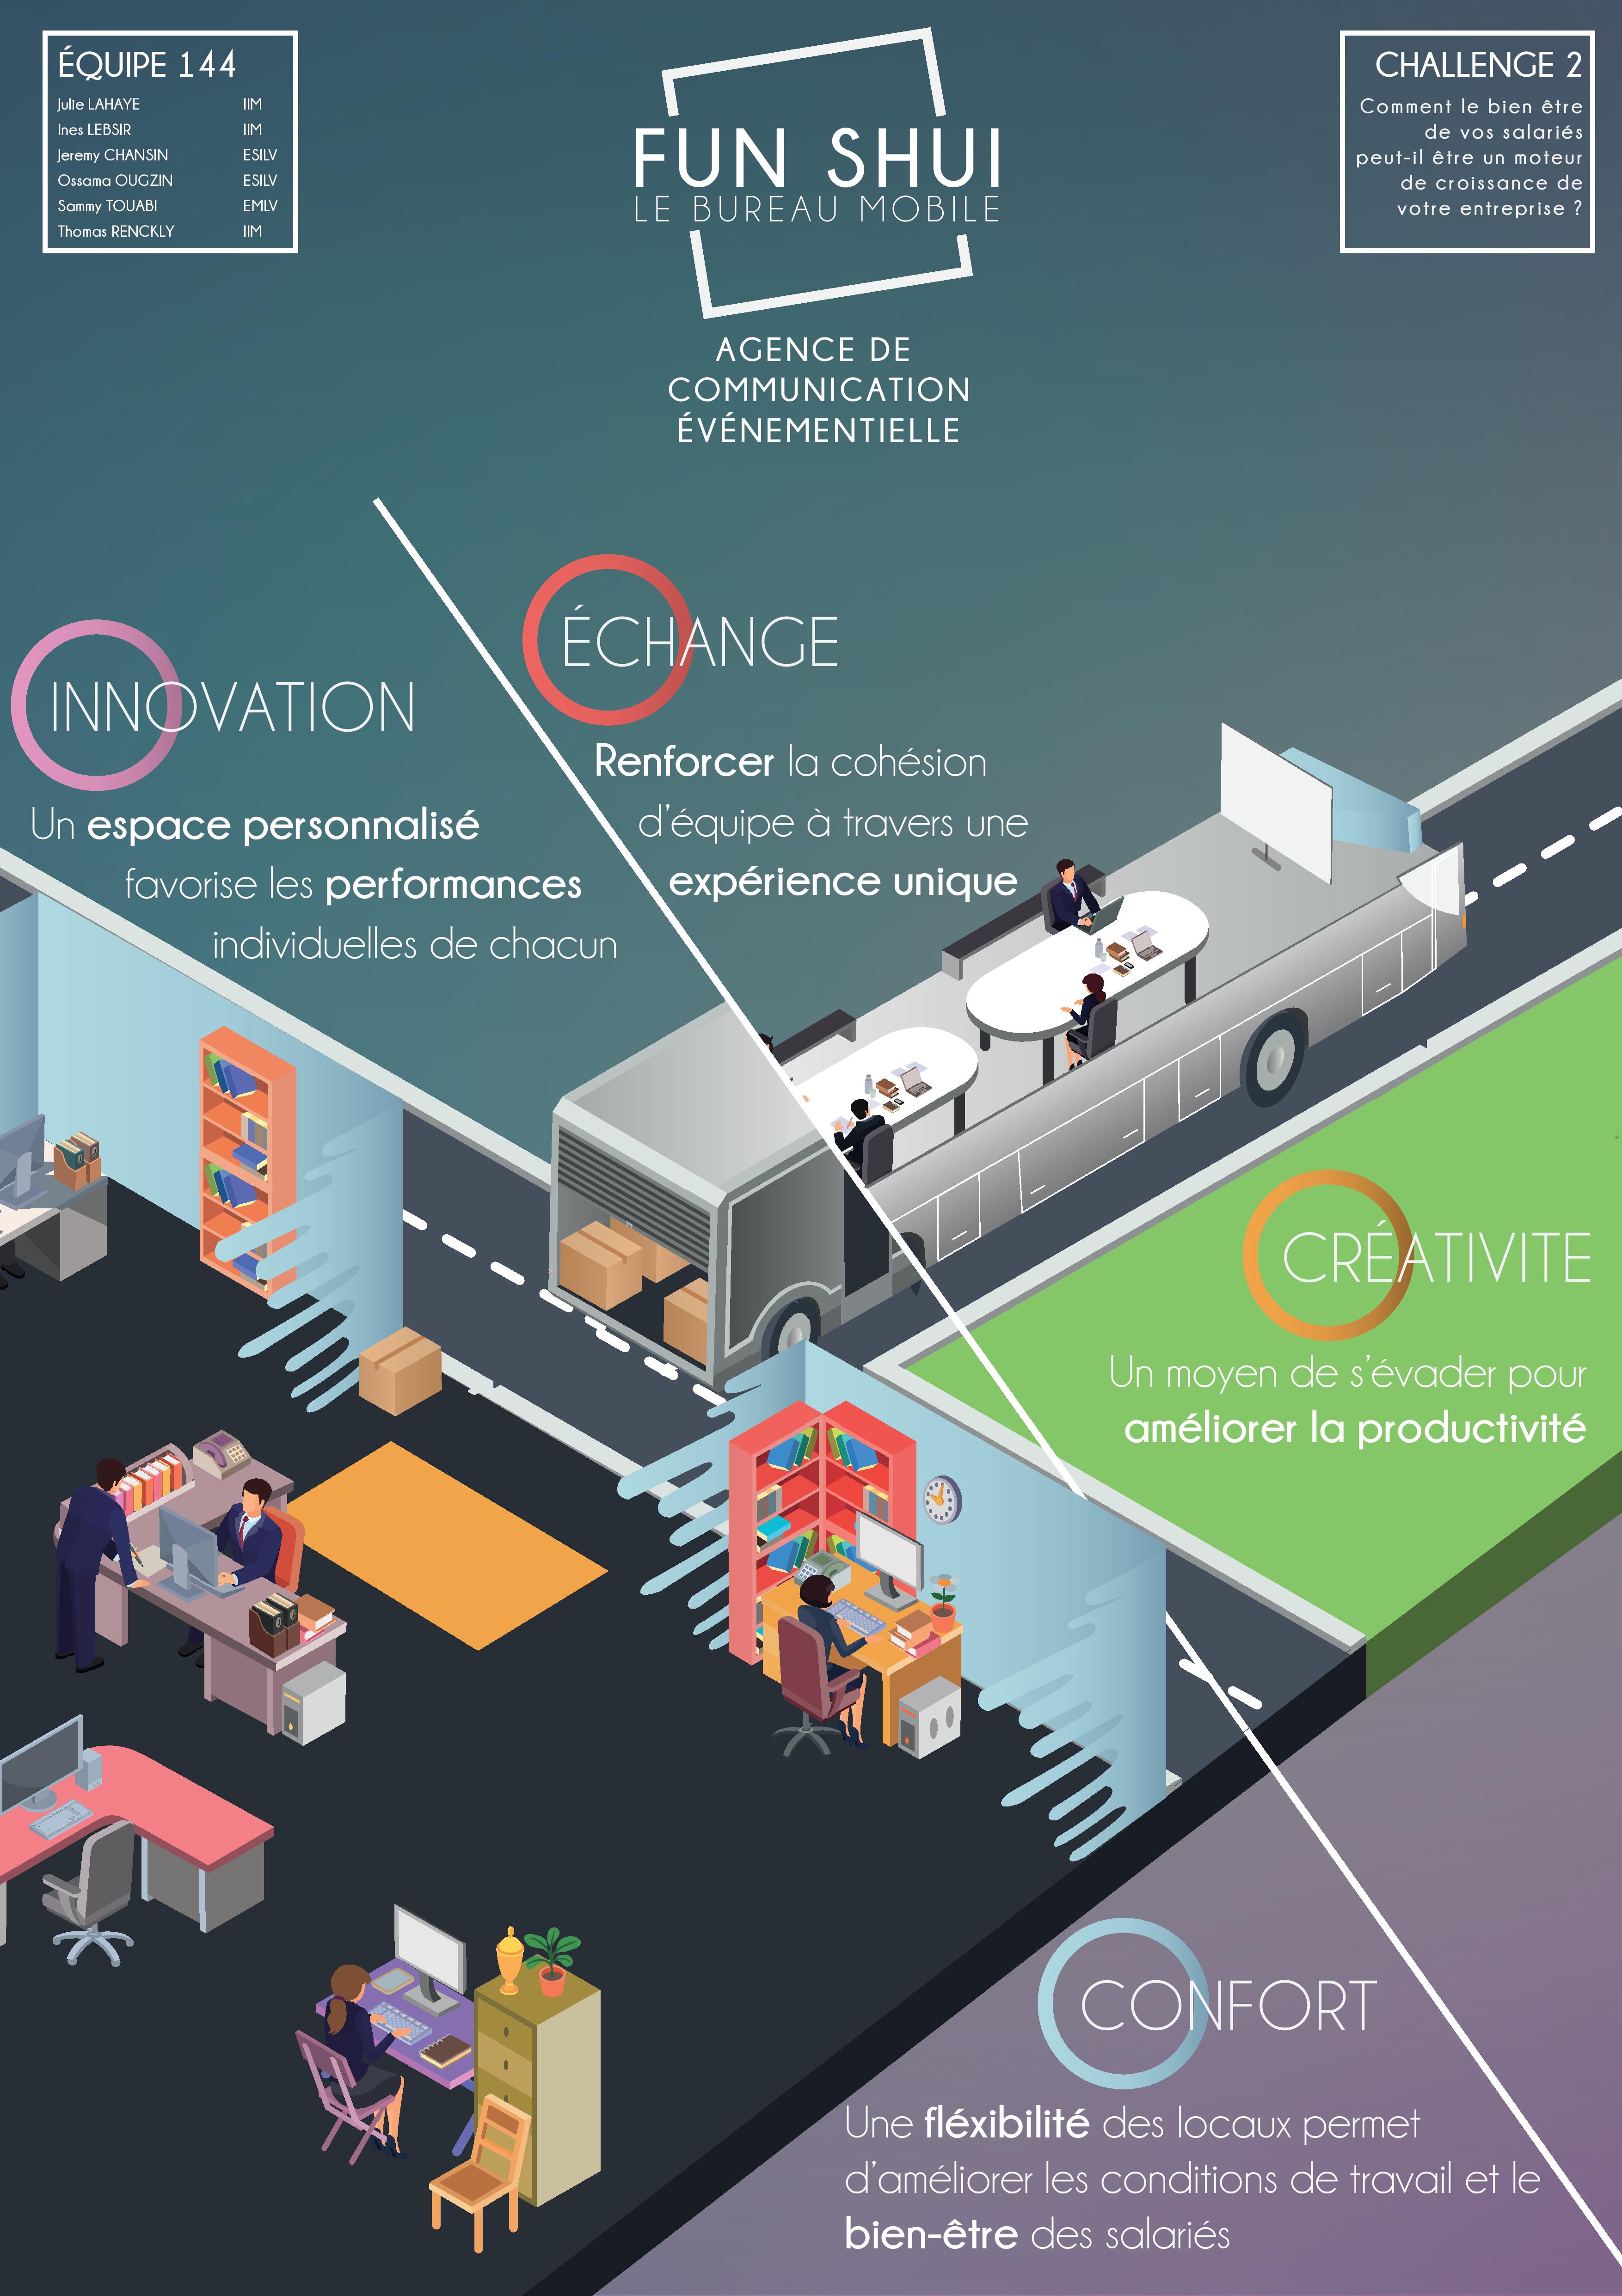 ÉQUIPE 144
Julie LAHAYE IIM
Ines LEBSIR IIM
Jeremy CHANSIN ESILV
Ossama OUGZIN ESILV
Sammy TOUABI EMLV
Thomas RENCKLY IIM
FUN SHUI
LE BUREAU MOBILE
AGENCE DE
COMMUNICATION
ÉVÉNEMENTIELLE
CHALLENGE 2
Comment le bien être
de vos salariés
peut-il être un moteur
de croissance de
votre entreprise ?
INNOVATION
Un espace personnalisé
favorise les performances
individuelles de chacun
ÉCHANGE
Renforcer la cohésion
d'équipe à travers une
expérience unique
CRÉATIVITE
Un moyen de s'évader pour
améliorer la productivité
CONFORT
Une fléxibilité des locaux permet
d'améliorer les conditions de travail et le
bien-être des salariés